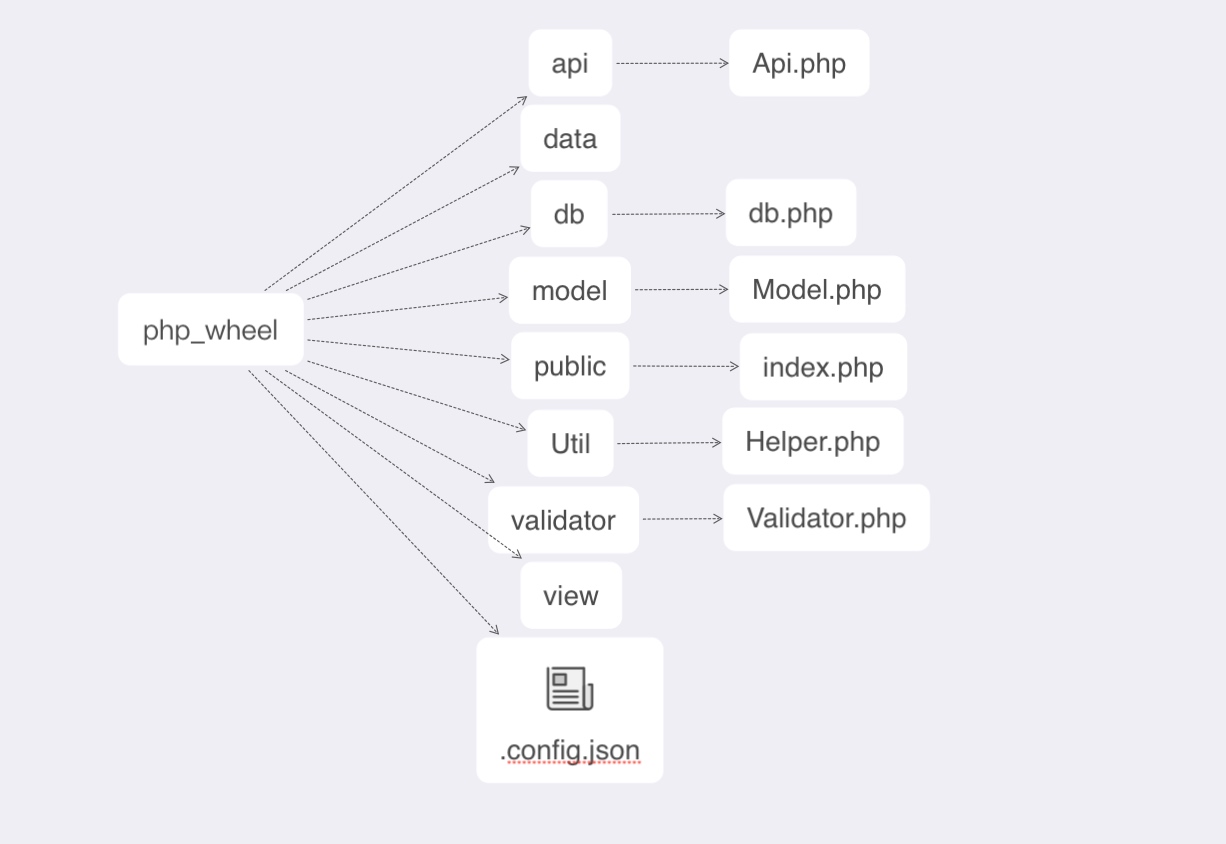 api
Api.php
data
db
db.php
model
Model.php
php_wheel
public
index.php
Util
Helper.php
validator
Validator.php
view
.config.json